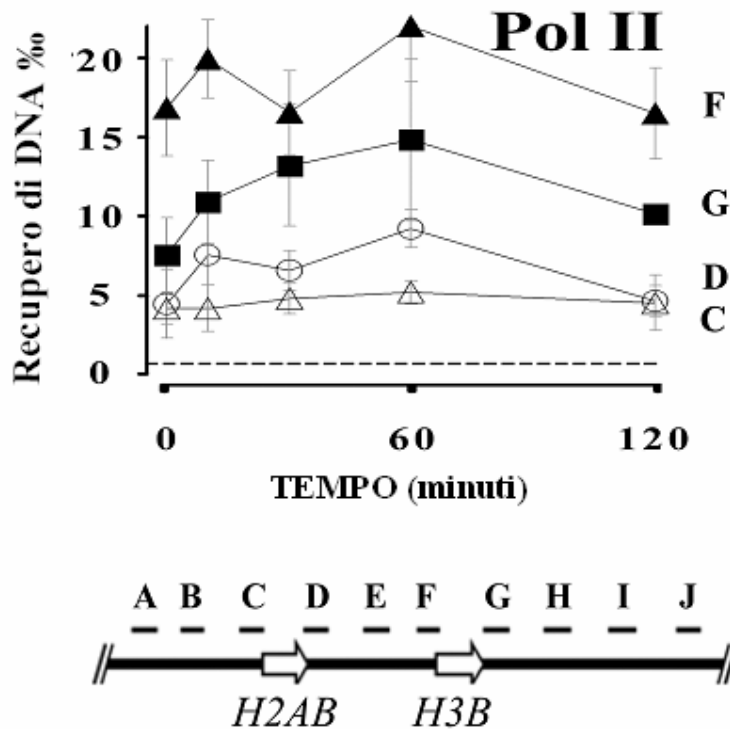 Pol II
Recupero di DNA ‰
20
15
10
5
0
F
G
D
C
0 60 120
TEMPO (minuti)
A B C D E F G H I J
H2AB H3B